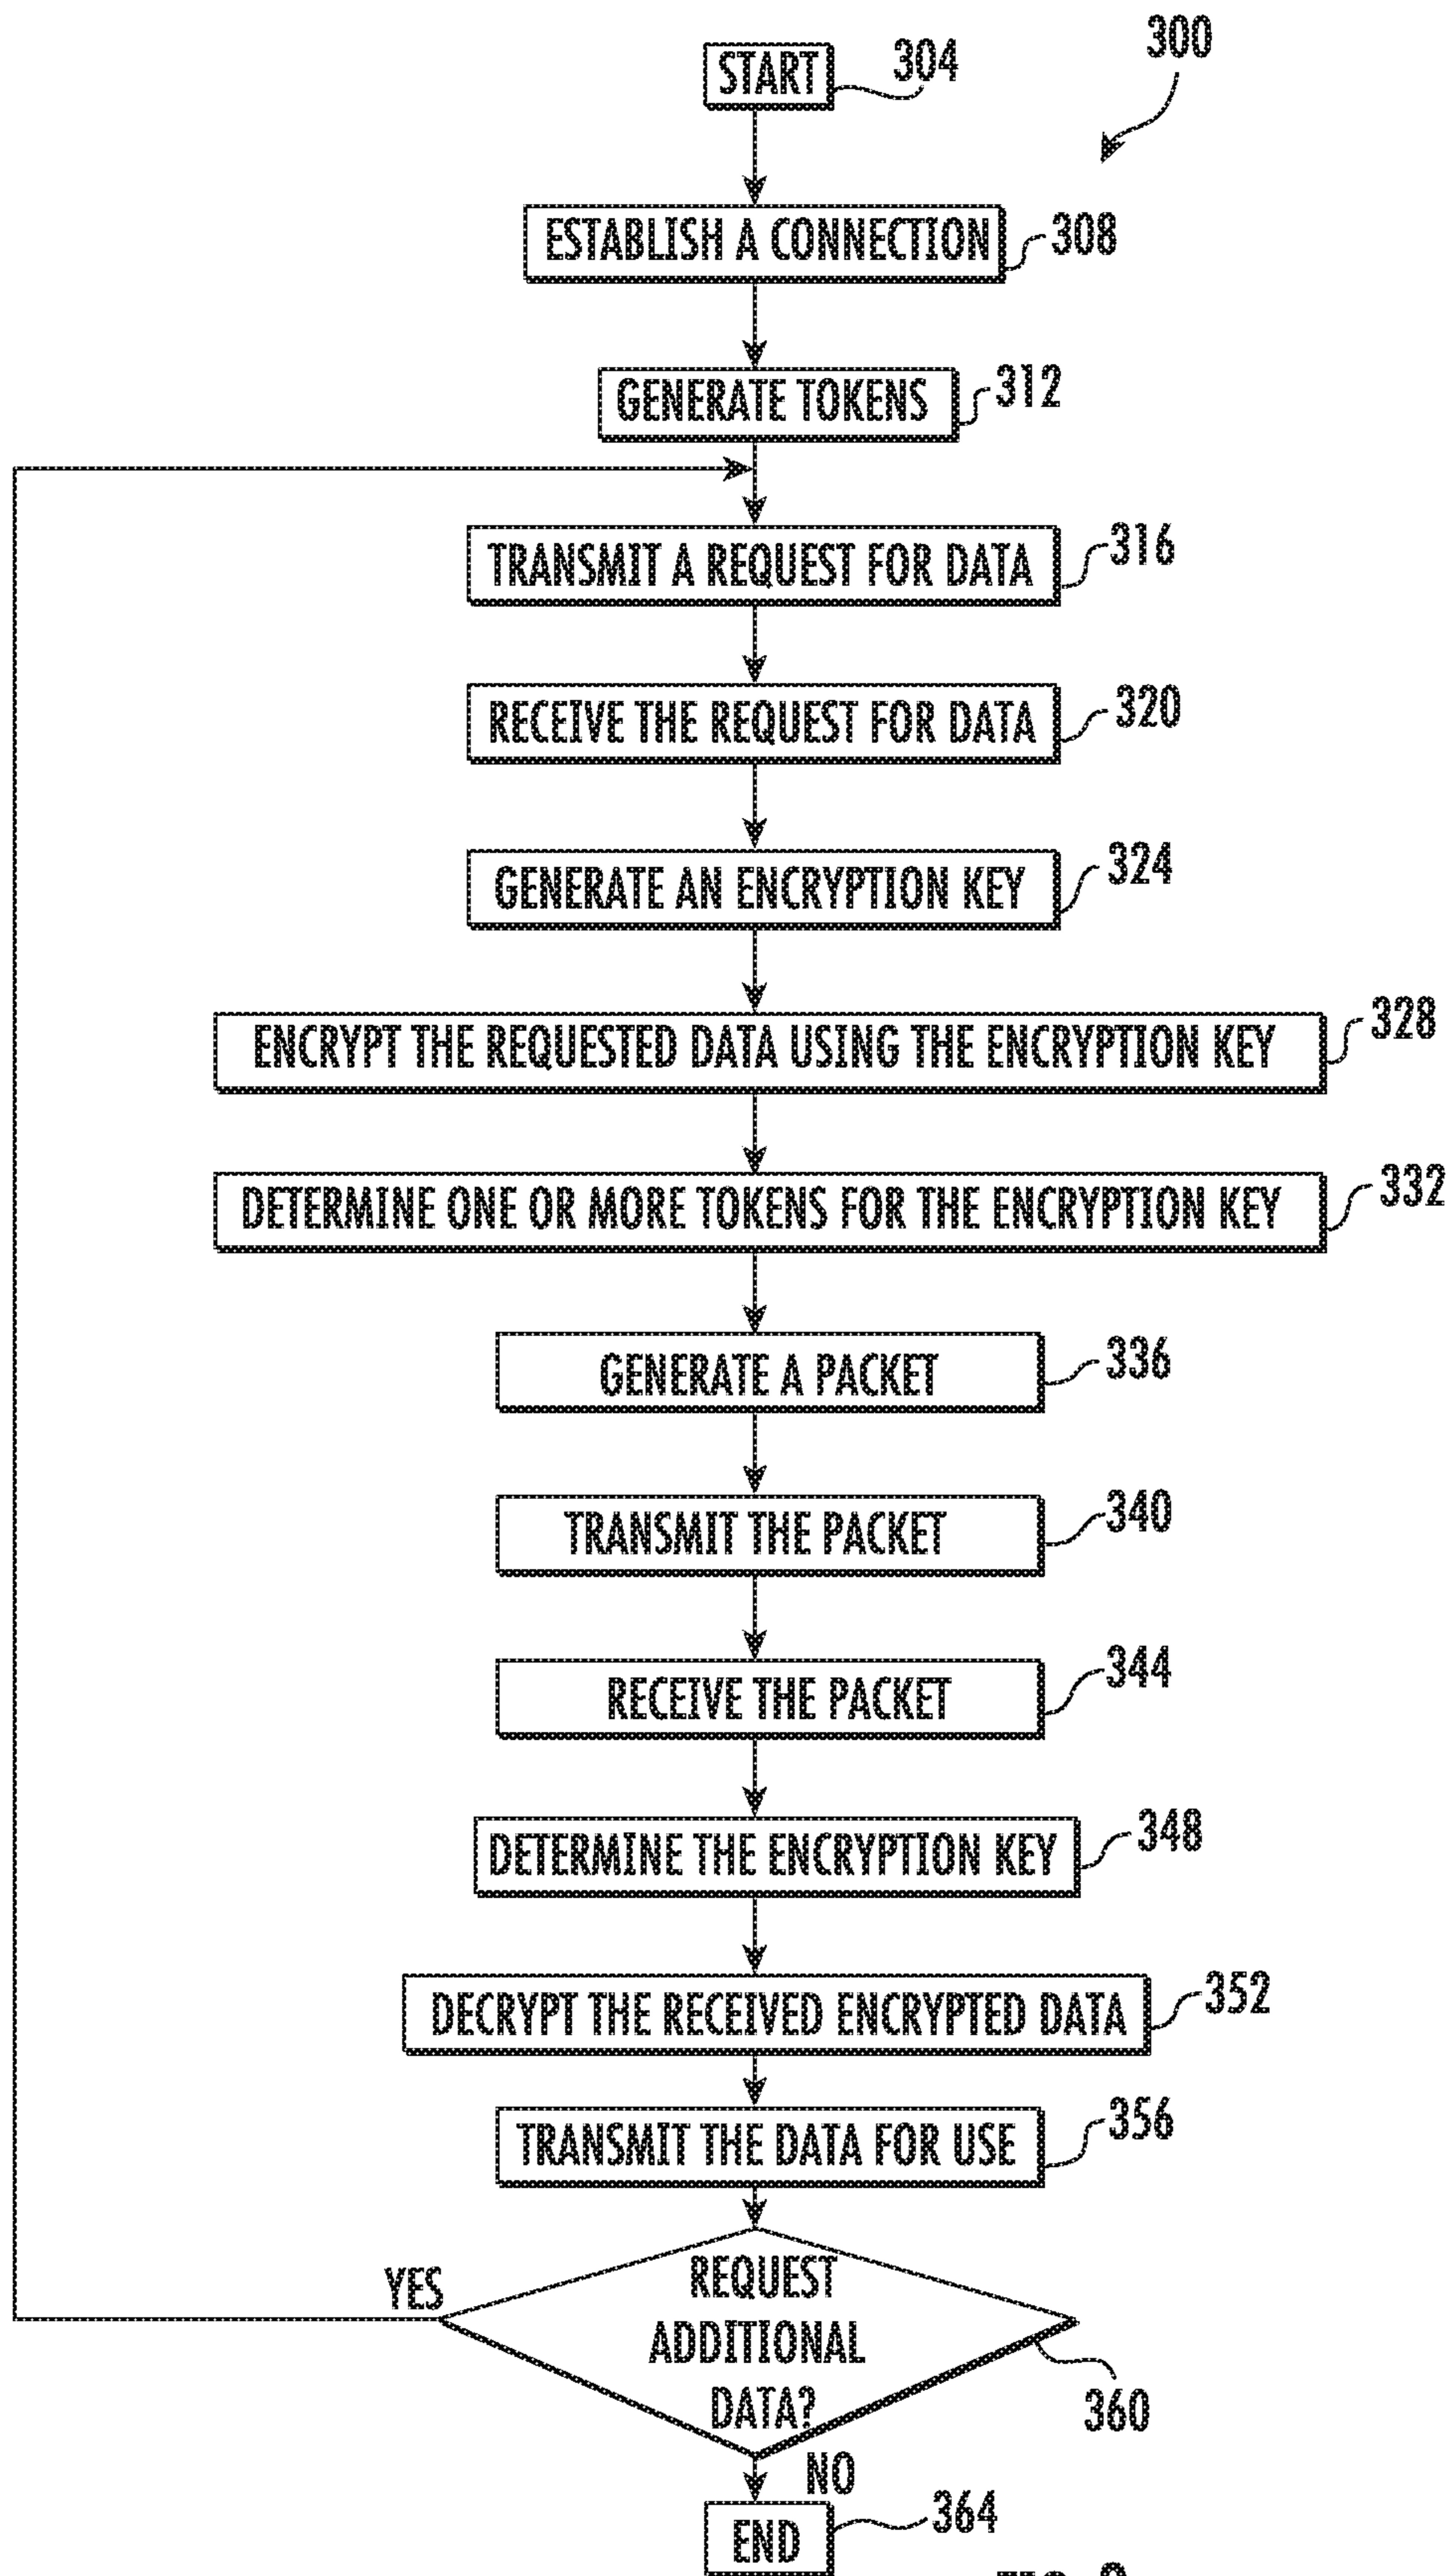 300
START 304
ESTABLISH A CONNECTION 308
GENERATE TOKENS 312
TRANSMIT A REQUEST FOR DATA 316
RECEIVE THE REQUEST FOR DATA 320
GENERATE AN ENCRYPTION KEY 324
ENCRYPT THE REQUESTED DATA USING THE ENCRYPTION KEY 328
DETERMINE ONE OR MORE TOKENS FOR THE ENCRYPTION KEY 332
GENERATE A PACKET 336
TRANSMIT THE PACKET 340
RECEIVE THE PACKET 344
DETERMINE THE ENCRYPTION KEY 348
DECRYPT THE RECEIVED ENCRYPTED DATA 352
TRANSMIT THE DATA FOR USE 356
YES
REQUEST
ADDITIONAL
DATA?
360
NO
END 364